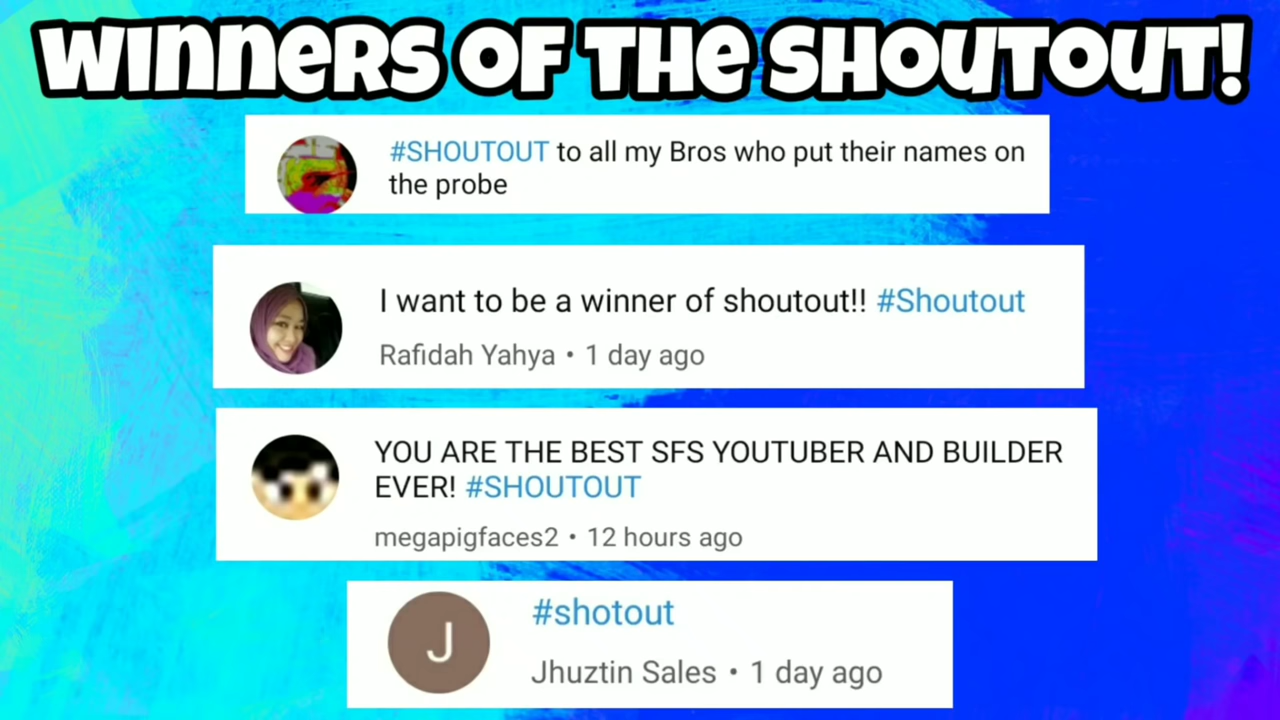 WINNERS OF THE SHOUTOUT!
#SHOUTOUT to all my Bros who put their names on
the probe
I want to be a winner of shoutout!! #Shoutout
Rafidah Yahya • 1 day ago
YOU ARE THE BEST SFS YOUTUBER AND BUILDER
EVER! #SHOUTOUT
megapigfaces2 • 12 hours ago
J
#shotout
Jhuztin Sales • 1 day ago